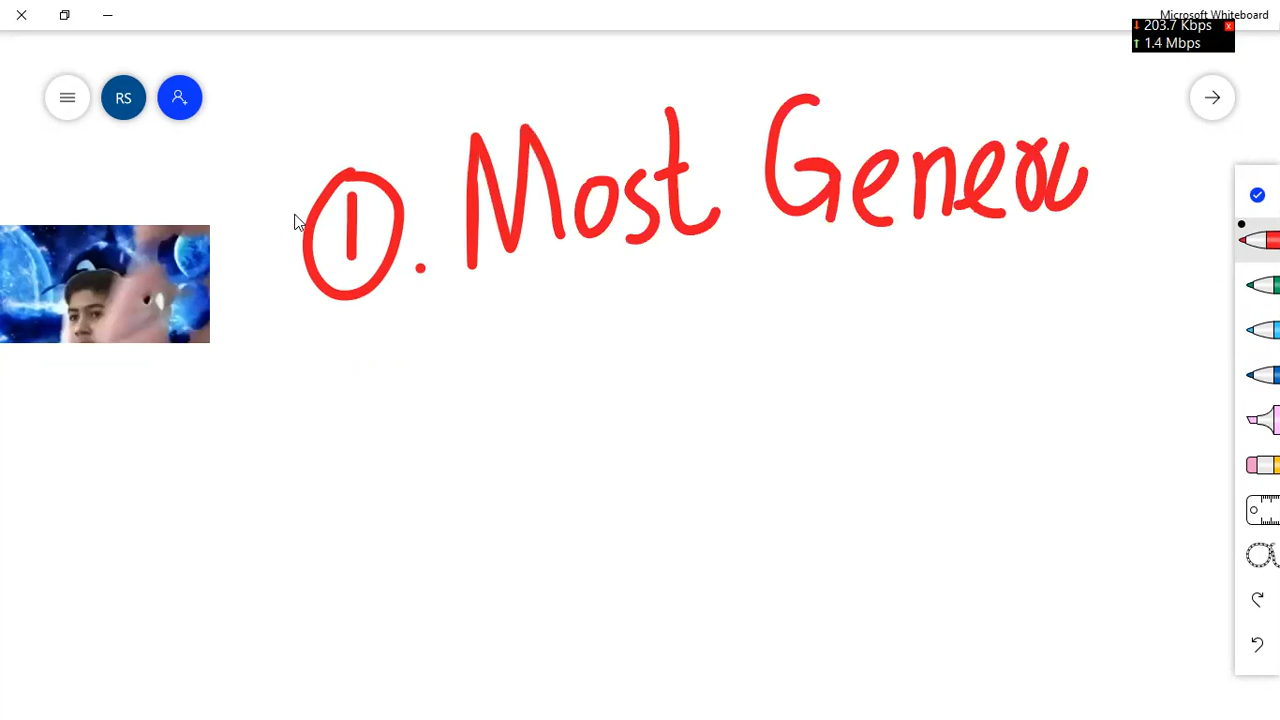 Microsoft Whiteboard
↓ 203.7 Kbps x
↑ 1.4 Mbps
RS
①. Most Genera